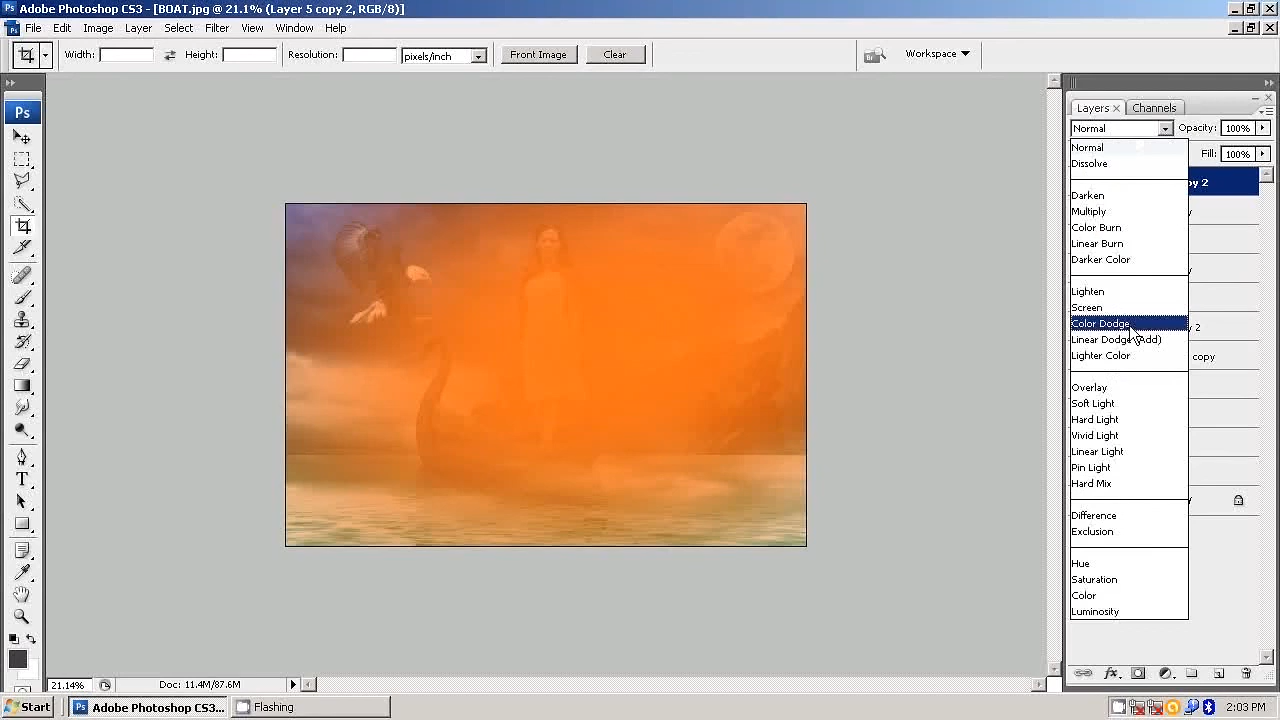 Adobe Photoshop CS3 - [BOAT.jpg @ 21.1% (Layer 5 copy 2, RGB/8)]
File Edit Image Layer Select Filter View Window Help
Width: Height: Resolution: pixels/inch Front Image Clear Workspace
Ps
Layers Channels
Normal Opacity: 100%
Fill: 100%
Normal
Dissolve
Darken
Multiply
Color Burn
Linear Burn
Darker Color
Lighten
Screen
Color Dodge
Linear Dodge (Add)
Lighter Color
Overlay
Soft Light
Hard Light
Vivid Light
Linear Light
Pin Light
Hard Mix
Difference
Exclusion
Hue
Saturation
Color
Luminosity
2
2
copy
21.14% Doc: 11.4M/87.6M
Start Adobe Photoshop CS3... Flashing 2:03 PM